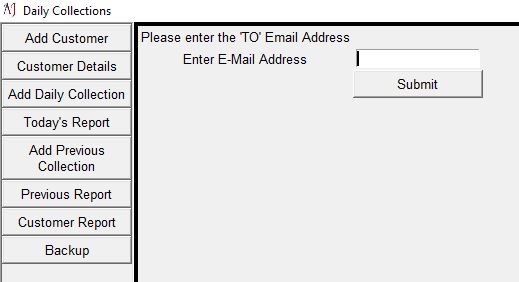 Daily Collections
Add Customer
Customer Details
Add Daily Collection
Today's Report
Add Previous
Collection
Previous Report
Customer Report
Backup
Please enter the 'TO' Email Address
Enter E-Mail Address
Submit